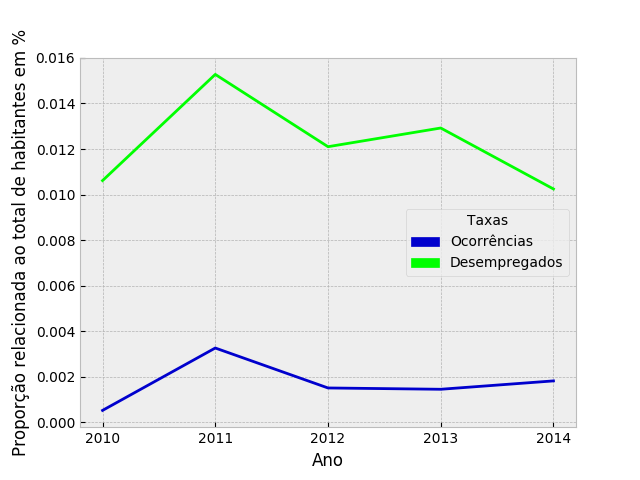 Proporção relacionada ao total de habitantes em %
0.016
0.014
0.012
0.010
0.008
0.006
0.004
0.002
0.000
Taxas
Ocorrências
Desempregados
2010 2011 2012 2013 2014
Ano